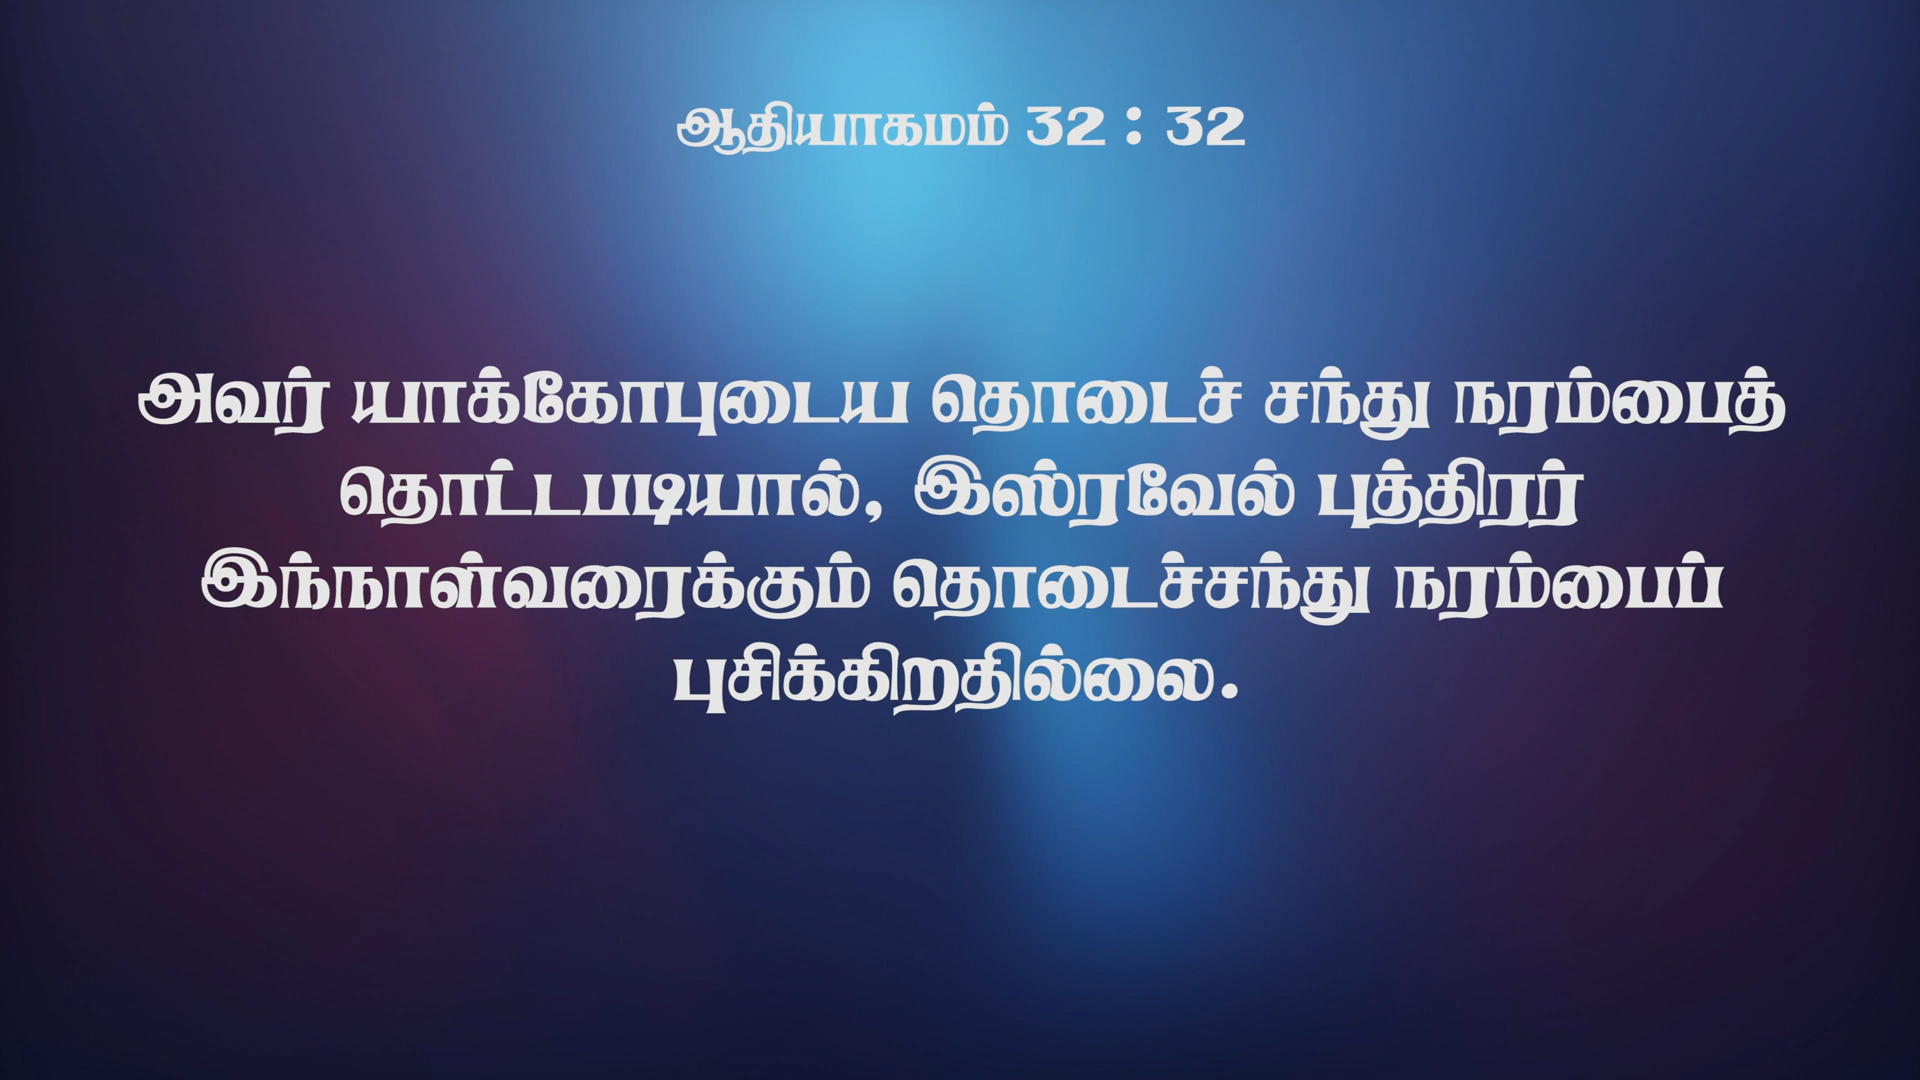 ஆதியாகமம் 32 : 32
அவர் யாக்கோபுடைய தொடைச் சந்து நரம்பைத்
தொட்டபடியால், இஸ்ரவேல் புத்திரர்
இந்நாள்வரைக்கும் தொடைச்சந்து நரம்பைப்
புசிக்கிறதில்லை.